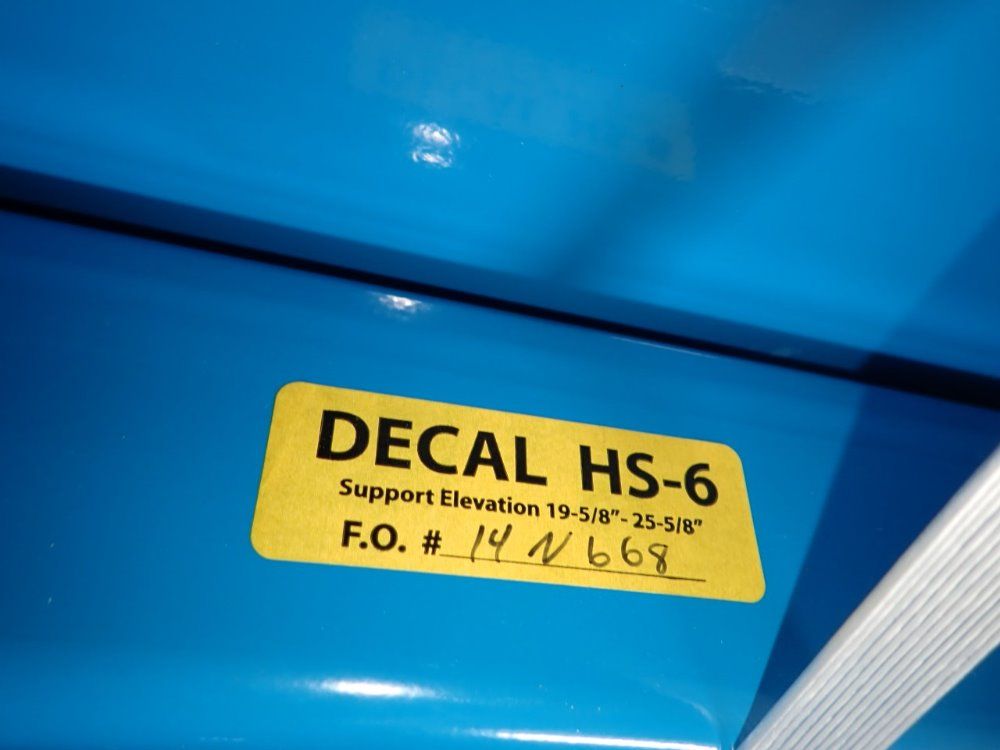 DECAL HS-6
Support Elevation 19-5/8"- 25-5/8"
F.O. # 14 N 668